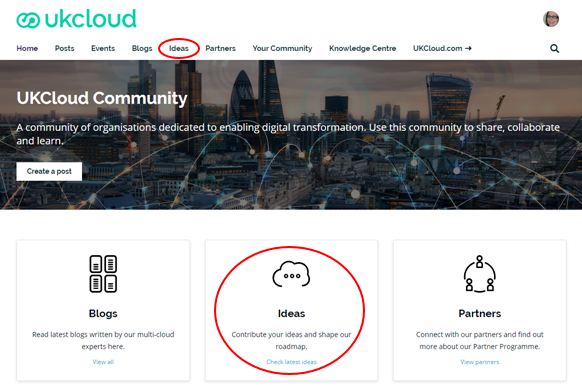 ukcloud
Home Posts Events Blogs Ideas Partners Your Community Knowledge Centre UKCloud.com →
UKCloud Community
A community of organisations dedicated to enabling digital transformation. Use this community to share, collaborate
and learn.
Create a post
Blogs
Read latest blogs written by our multi-cloud
experts here.
View all
Ideas
Contribute your ideas and shape our
roadmap.
Check latest ideas
Partners
Connect with our partners and find out
more about our Partner Programme.
View partners